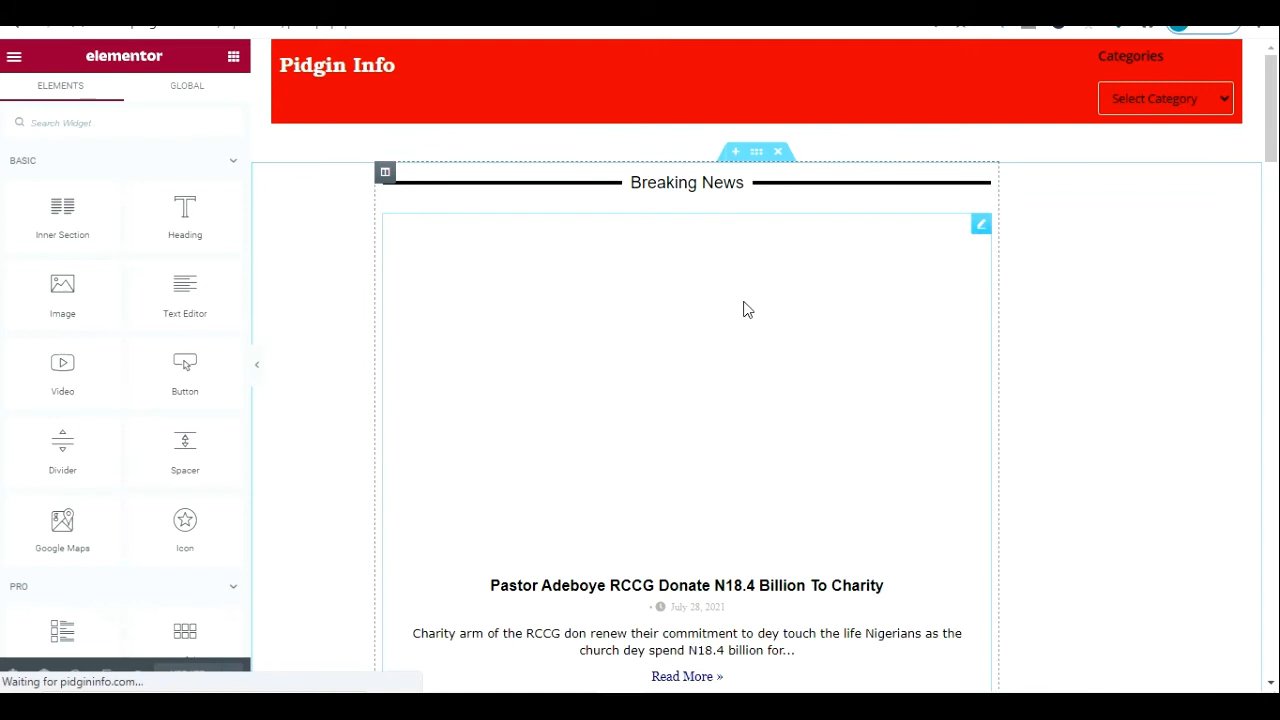 elementor
ELEMENTS
GLOBAL
Search Widget
BASIC
Inner Section
Heading
Image
Text Editor
Video
Button
Divider
Spacer
Google Maps
Icon
PRO
Waiting for pidgininfo.com...
Pidgin Info
Categories
Select Category
Breaking News
Pastor Adeboye RCCG Donate N18.4 Billion To Charity
• July 28, 2021
Charity arm of the RCCG don renew their commitment to dey touch the life Nigerians as the
church dey spend N18.4 billion for...
Read More »